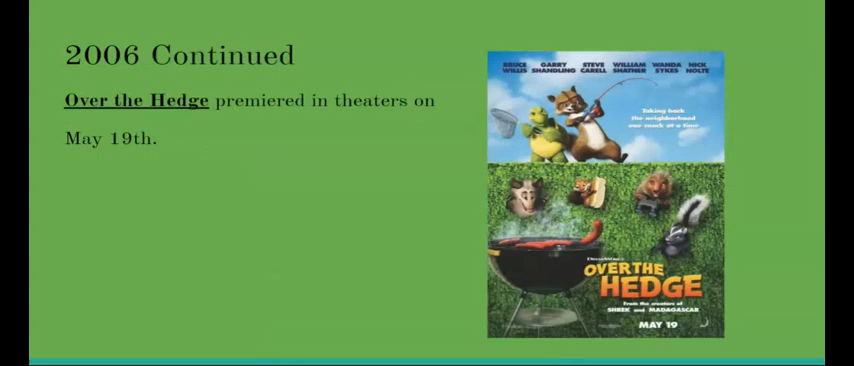 2006 Continued
Over the Hedge premiered in theaters on
May 19th.
BRUCE WILLIS GARRY SHANDLING STEVE CARELL WILLIAM SHATNER WANDA SYKES NICK NOLTE
Taking back
the neighborhood
one snack at a time
DREAMWORKS
OVER THE
HEDGE
From the creators of
SHREK and MADAGASCAR
MAY 19